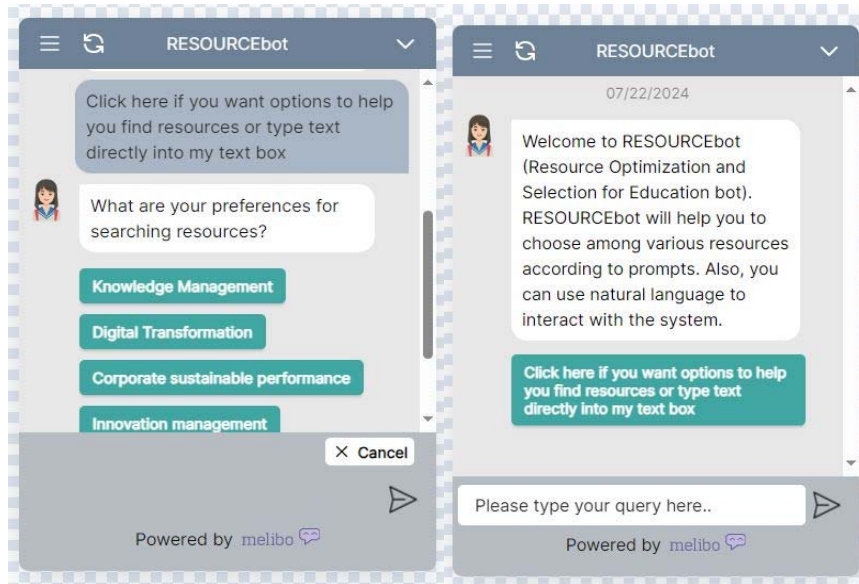 RESOURCEbot
Click here if you want options to help
you find resources or type text
directly into my text box
What are your preferences for
searching resources?
Knowledge Management
Digital Transformation
Corporate sustainable performance
Innovation management
Cancel
Powered by melibo
RESOURCEbot
07/22/2024
Welcome to RESOURCEbot
(Resource Optimization and
Selection for Education bot).
RESOURCEbot will help you to
choose among various resources
according to prompts. Also, you
can use natural language to
interact with the system.
Click here if you want options to help
you find resources or type text
directly into my text box
Please type your query here..
Powered by melibo